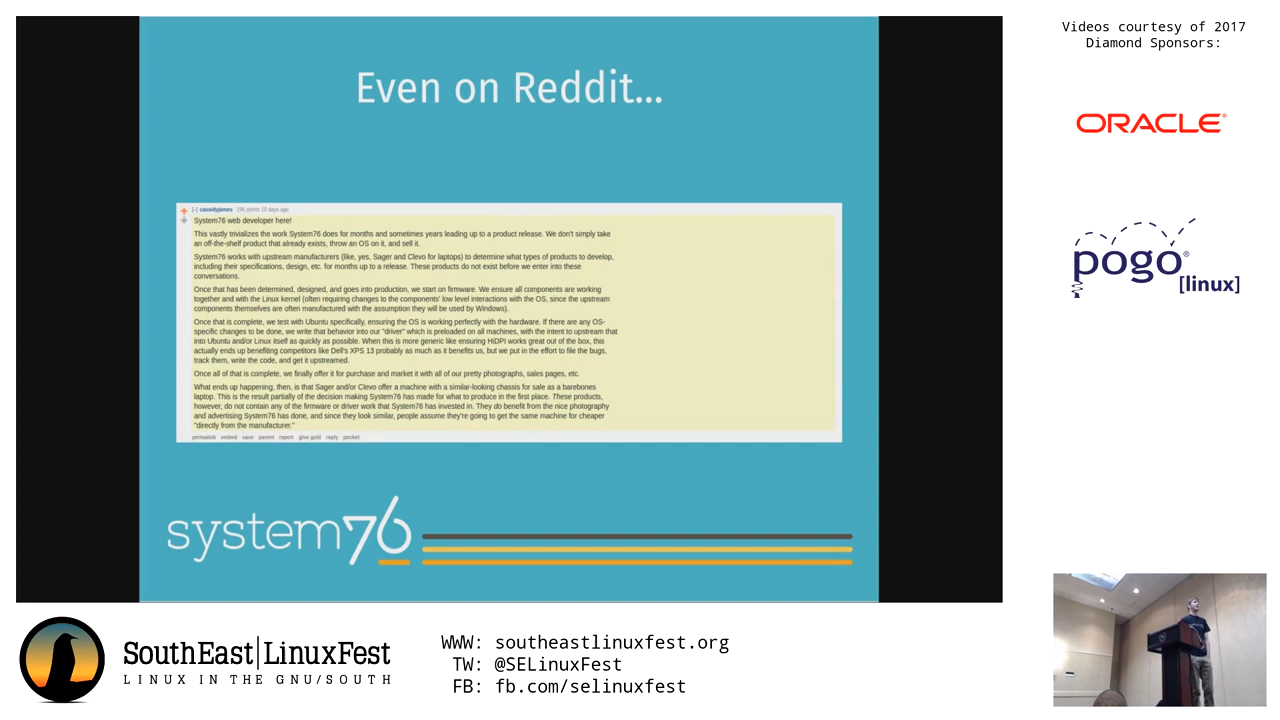 Videos courtesy of 2017
Diamond Sponsors:
Even on Reddit...
ORACLE®
[-] cassidyjames 196 points 10 days ago
System76 web developer here!
This vastly trivializes the work System76 does for months and sometimes years leading up to a product release. We don't simply take
an off-the-shelf product that already exists, throw an OS on it, and sell it.
System76 works with upstream manufacturers (like, yes, Sager and Clevo for laptops) to determine what types of products to develop,
including their specifications, design, etc. for months up to a release. These products do not exist before we enter into these
conversations.
Once that has been determined, designed, and goes into production, we start on firmware. We ensure all components are working
together and with the Linux kernel (often requiring changes to the components' low level interactions with the OS, since the upstream
components themselves are often manufactured with the assumption they will be used by Windows).
Once that is complete, we test with Ubuntu specifically, ensuring the OS is working perfectly with the hardware. If there are any OS-
specific changes to be done, we write that behavior into our "driver" which is preloaded on all machines, with the intent to upstream that
into Ubuntu and/or Linux itself as quickly as possible. When this is more generic like ensuring HiDPI works great out of the box, this
actually ends up benefiting competitors like Dell's XPS 13 probably as much as it benefits us, but we put in the effort to file the bugs,
track them, write the code, and get it upstreamed.
Once all of that is complete, we finally offer it for purchase and market it with all of our pretty photographs, sales pages, etc.
What ends up happening, then, is that Sager and/or Clevo offer a machine with a similar-looking chassis for sale as a barebones
laptop. This is the result partially of the decision making System76 has made for what to produce in the first place. These products,
however, do not contain any of the firmware or driver work that System76 has invested in. They do benefit from the nice photography
and advertising System76 has done, and since they look similar, people assume they're going to get the same machine for cheaper
"directly from the manufacturer."
permalink embed save parent report give gold reply pocket
pogo®
[linux]
system76
SouthEast|LinuxFest
LINUX IN THE GNU/SOUTH
WWW: southeastlinuxfest.org
TW: @SELinuxFest
FB: fb.com/selinuxfest